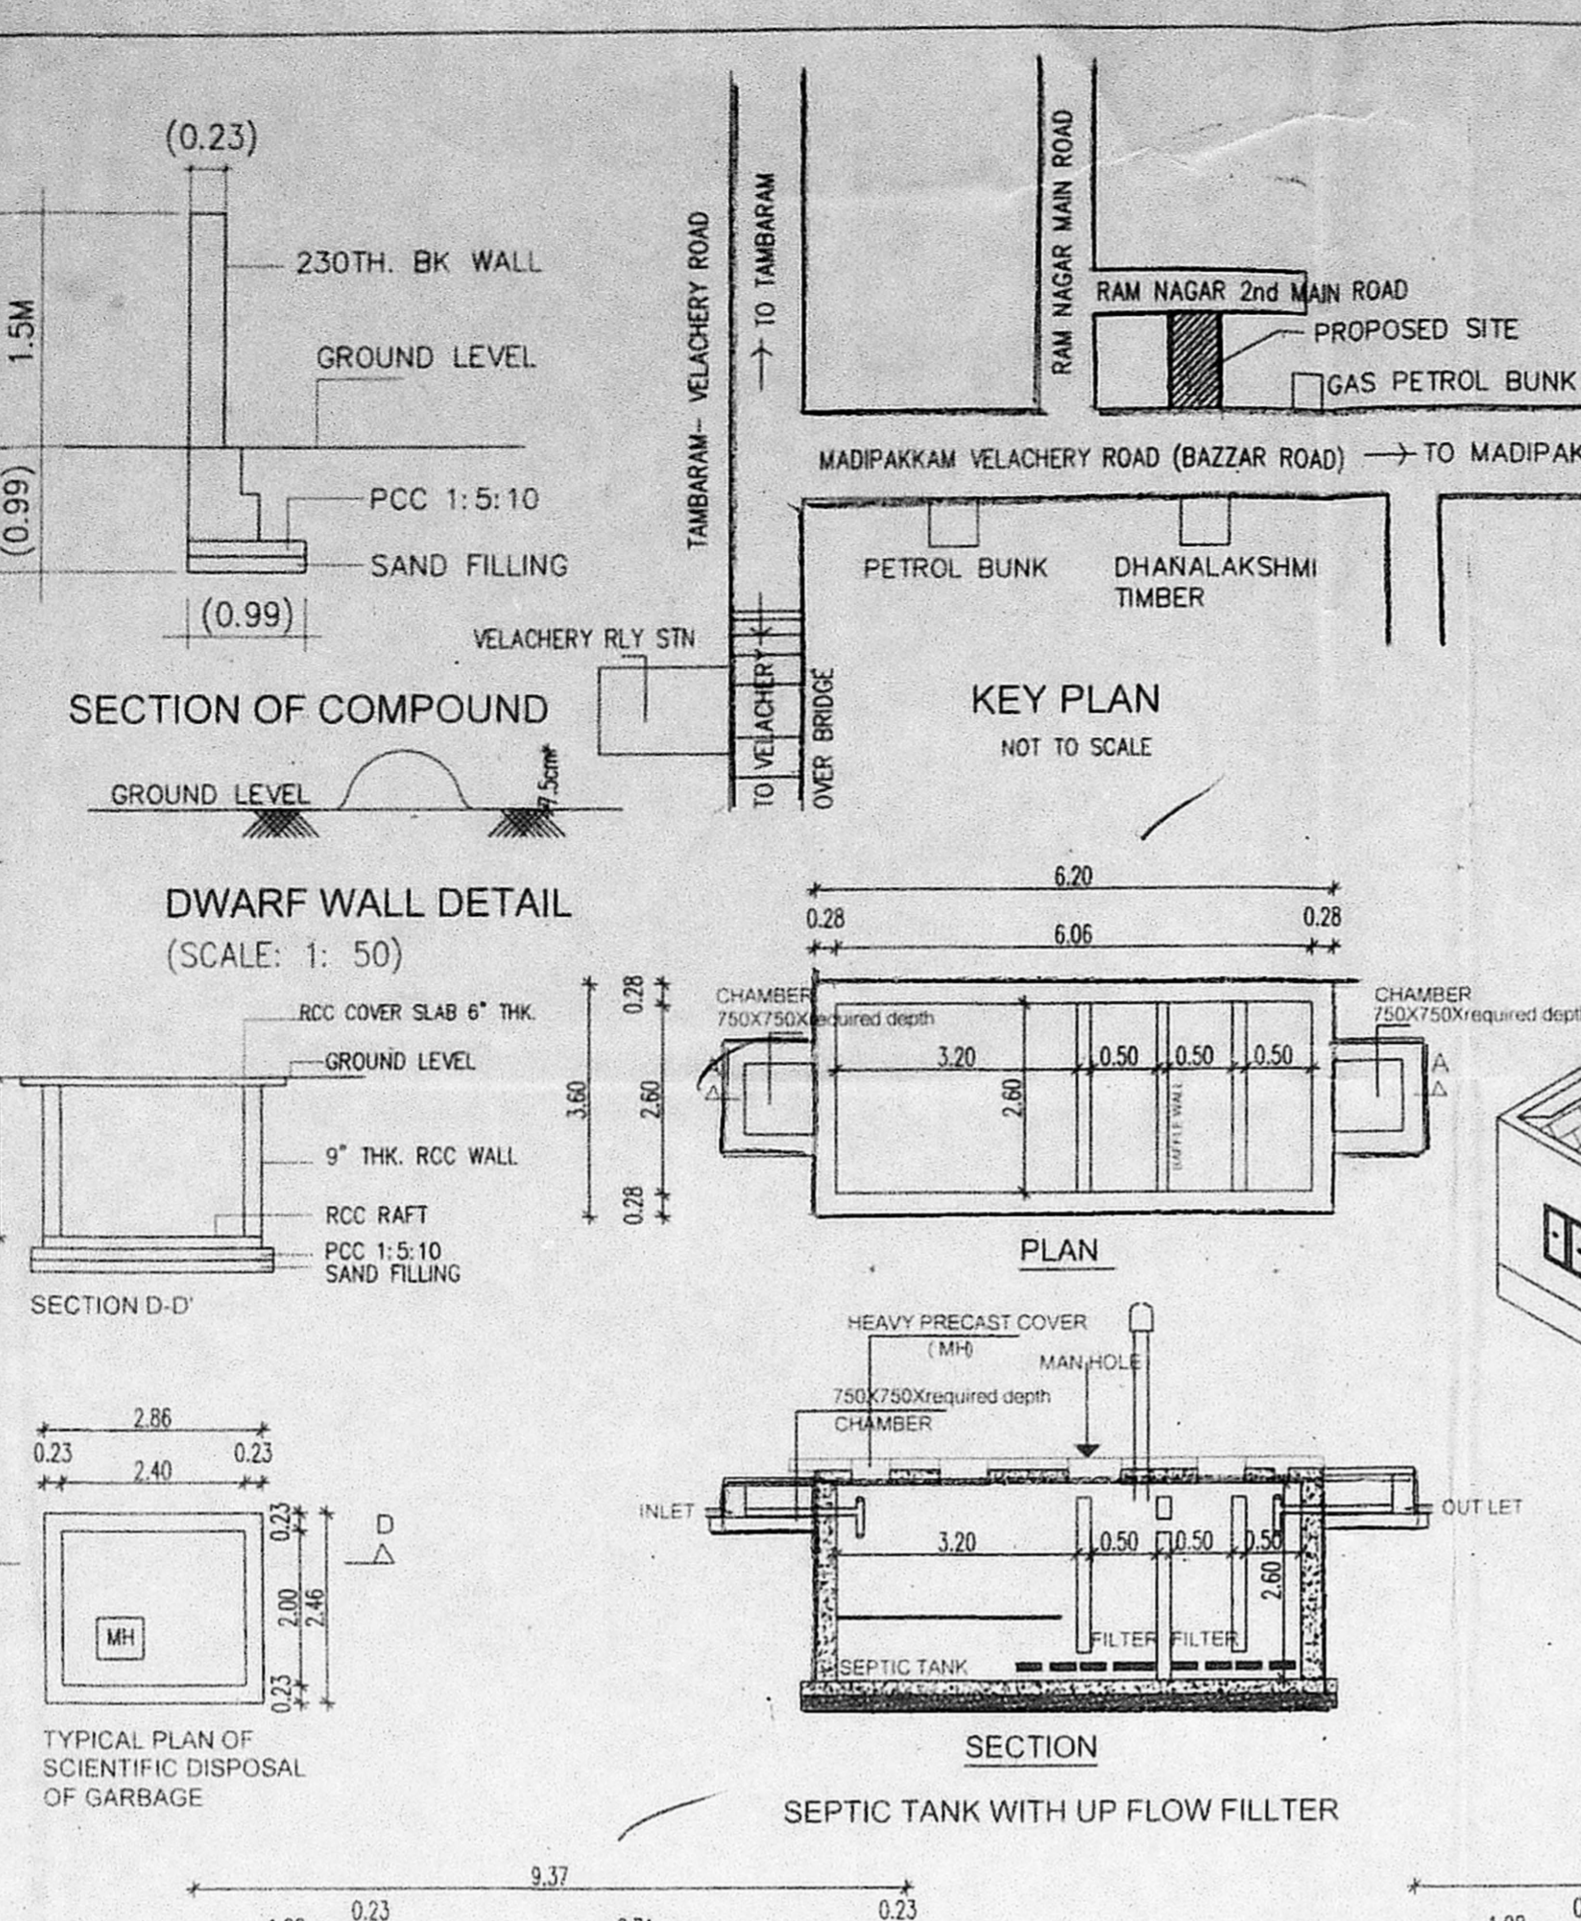 (0.23)
230TH. BK WALL
1.5M
GROUND LEVEL
(0.99)
PCC 1:5:10
SAND FILLING
(0.99)
SECTION OF COMPOUND
TAMBARAM- VELACHERY ROAD
TO TAMBARAM
RAM NAGAR MAIN ROAD
RAM NAGAR 2nd MAIN ROAD
PROPOSED SITE
GAS PETROL BUNK
MADIPAKKAM VELACHERY ROAD (BAZZAR ROAD)
TO MADIPAK
PETROL BUNK
DHANALAKSHMI
TIMBER
VELACHERY RLY STN
TO VELACHERY
OVER BRIDGE
KEY PLAN
NOT TO SCALE
GROUND LEVEL
7.5cm
DWARF WALL DETAIL
(SCALE: 1: 50)
RCC COVER SLAB 6" THK.
GROUND LEVEL
9" THK. RCC WALL
RCC RAFT
PCC 1:5:10
SAND FILLING
SECTION D-D'
6.20
0.28
0.28
6.06
CHAMBER
750X750Xrequired depth
CHAMBER
750X750Xrequired dept
0.28
3.60
2.60
0.28
A
3.20
0.50
0.50
0.50
2.60
BAFFLE WALL
A
PLAN
HEAVY PRECAST COVER
(MH)
MAN HOLE
750X750Xrequired depth
CHAMBER
INLET
OUT LET
3.20
0.50
0.50
0.50
2.60
FILTER
FILTER
SEPTIC TANK
SECTION
SEPTIC TANK WITH UP FLOW FILLTER
2.86
0.23
0.23
2.40
0.23
D
2.00
2.46
MH
0.23
TYPICAL PLAN OF
SCIENTIFIC DISPOSAL
OF GARBAGE
9.37
0.23
0.23